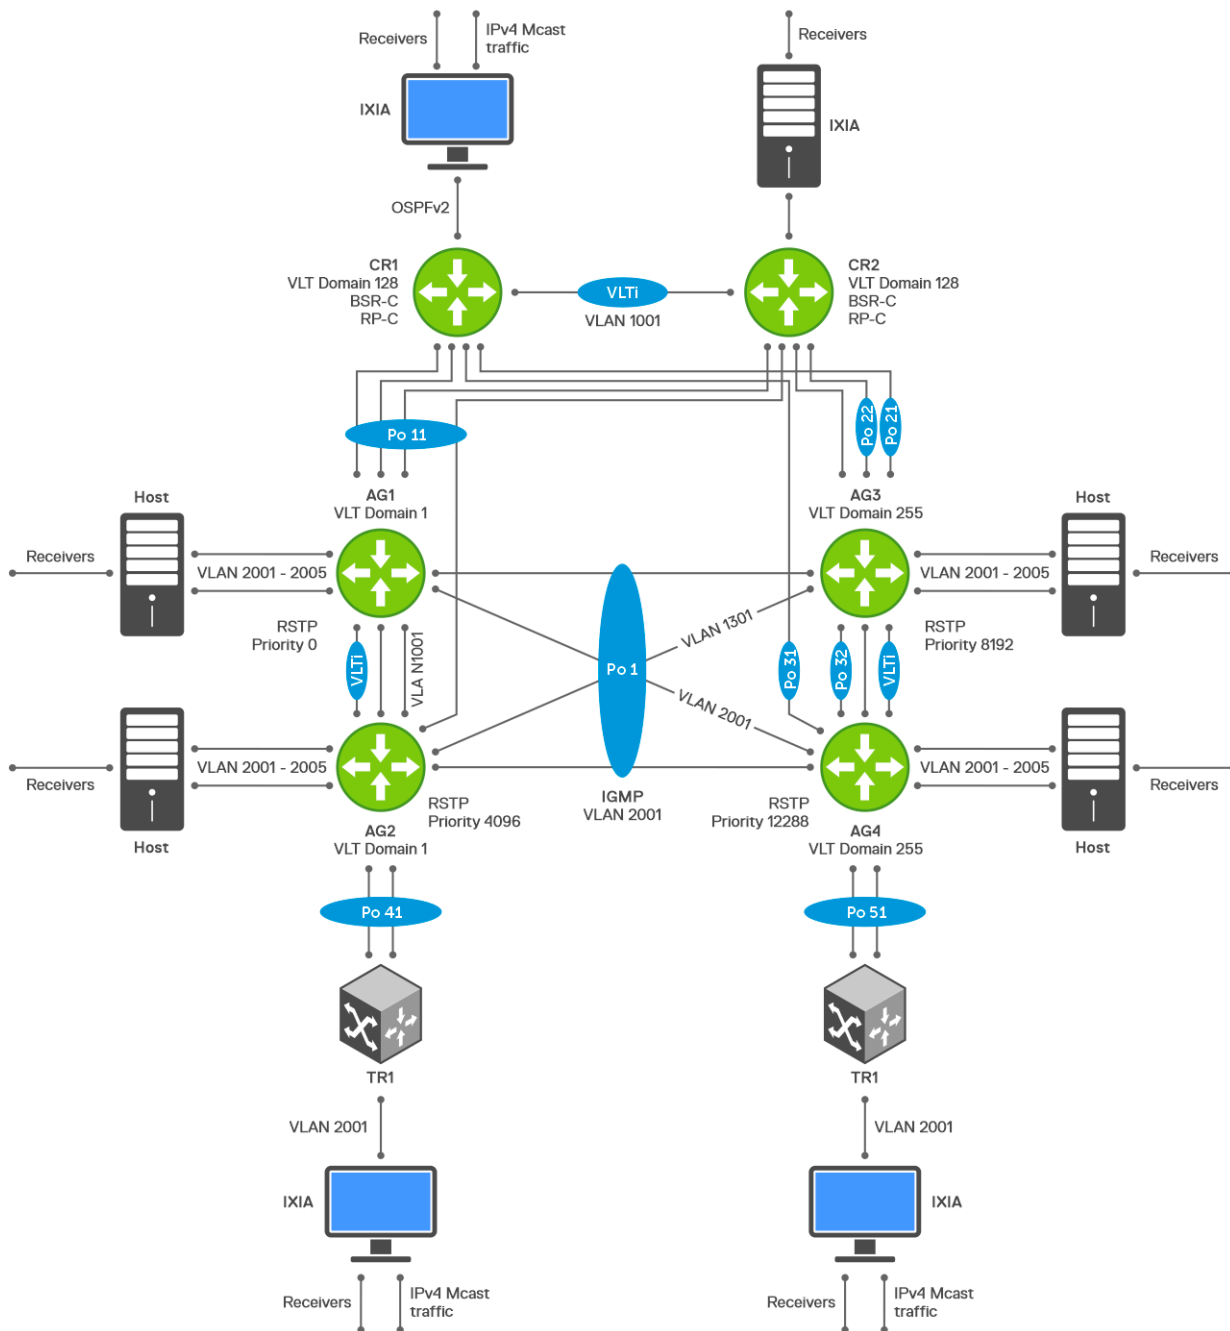 Receivers
IPv4 Mcast
traffic
Receivers
IXIA
IXIA
OSPFv2
CR1
VLT Domain 128
BSR-C
RP-C
VLTi
VLAN 1001
CR2
VLT Domain 128
BSR-C
RP-C
Po 11
Po 22
Po 21
Host
AG1
VLT Domain 1
AG3
VLT Domain 255
Host
Receivers
VLAN 2001 - 2005
VLAN 2001 - 2005
Receivers
RSTP
Priority 0
VLTi
VLA N1001
Po 1
VLAN 1301
VLAN 2001
Po 31
Po 32
VLTi
RSTP
Priority 8192
Receivers
VLAN 2001 - 2005
VLAN 2001 - 2005
Receivers
Host
RSTP
Priority 4096
IGMP
VLAN 2001
RSTP
Priority 12288
Host
AG2
VLT Domain 1
AG4
VLT Domain 255
Po 41
Po 51
TR1
TR1
VLAN 2001
VLAN 2001
IXIA
IXIA
Receivers
IPv4 Mcast
traffic
Receivers
IPv4 Mcast
traffic